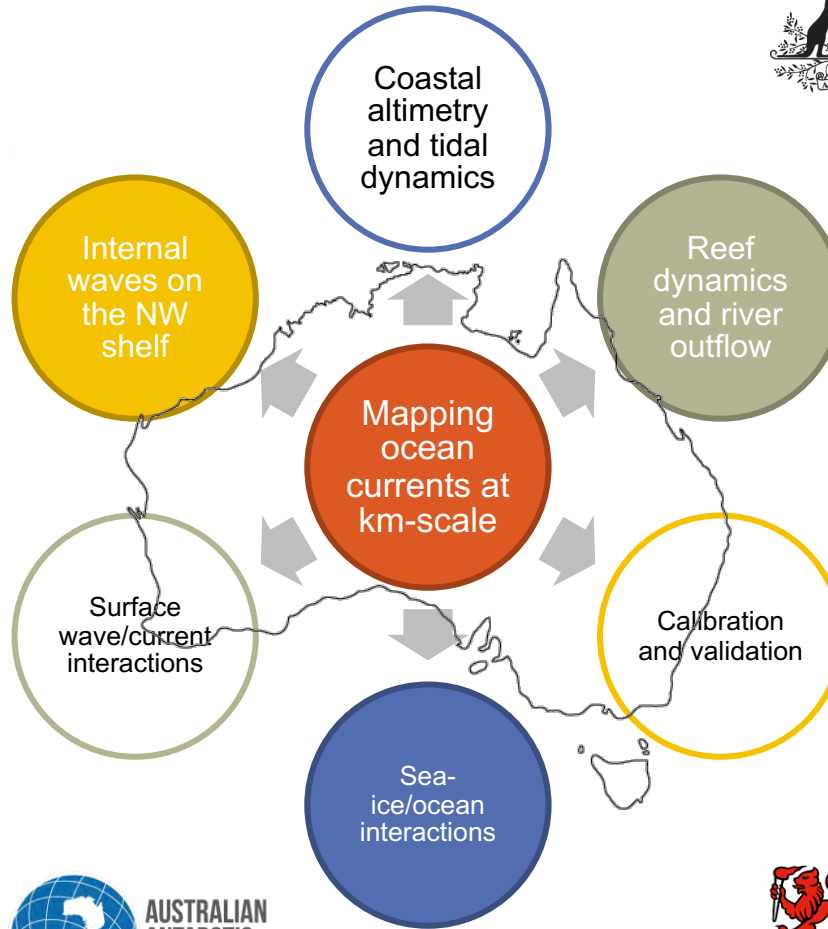 Coastal
altimetry
and tidal
dynamics
Internal
waves on
the NW
shelf
Reef
dynamics
and river
outflow
Mapping
ocean
currents at
km-scale
Surface
wave/current
interactions
Calibration
and validation
Sea-
ice/ocean
interactions
AUSTRALIAN
ANTARCTIC